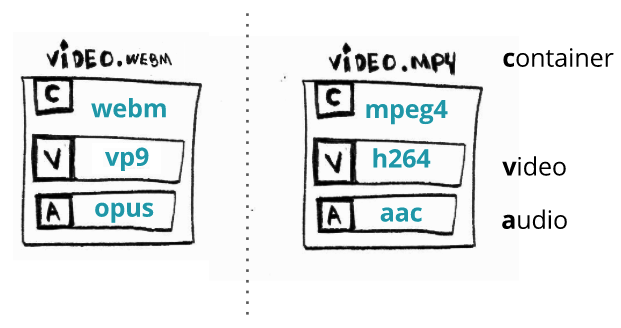 VIDEO.WEBM
C
webm
V
vp9
A
opus
VIDEO.MP4
C
mpeg4
V
h264
A
aac
container
video
audio